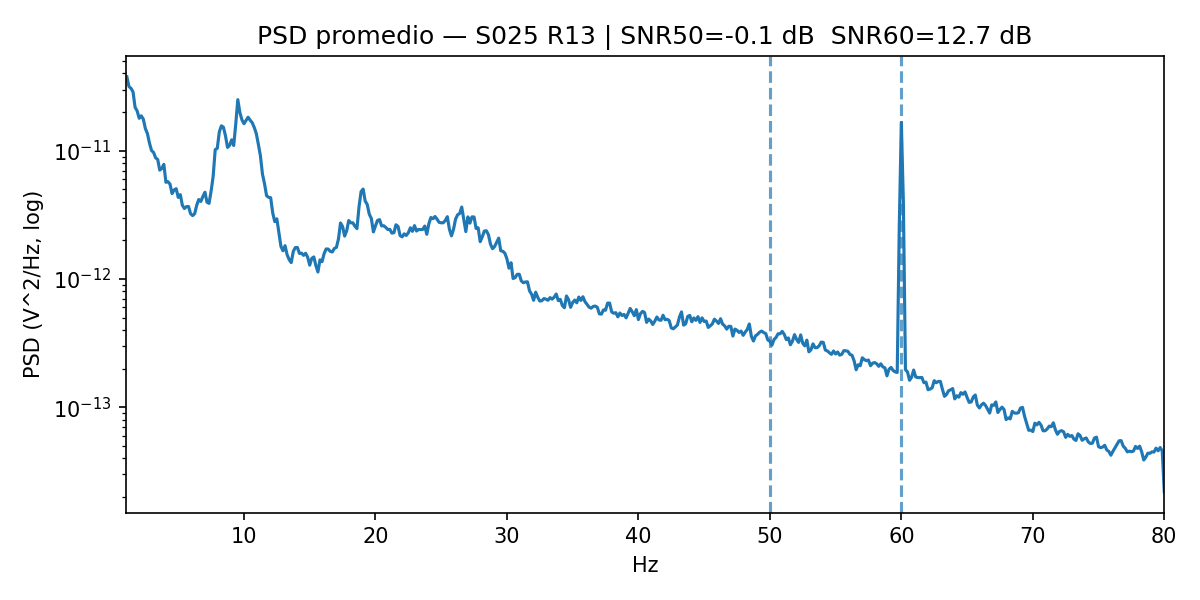 PSD promedio — S025 R13 | SNR50=-0.1 dB  SNR60=12.7 dB
PSD (V^2/Hz, log)
10⁻¹¹
10⁻¹²
10⁻¹³
10 20 30 40 50 60 70 80
Hz